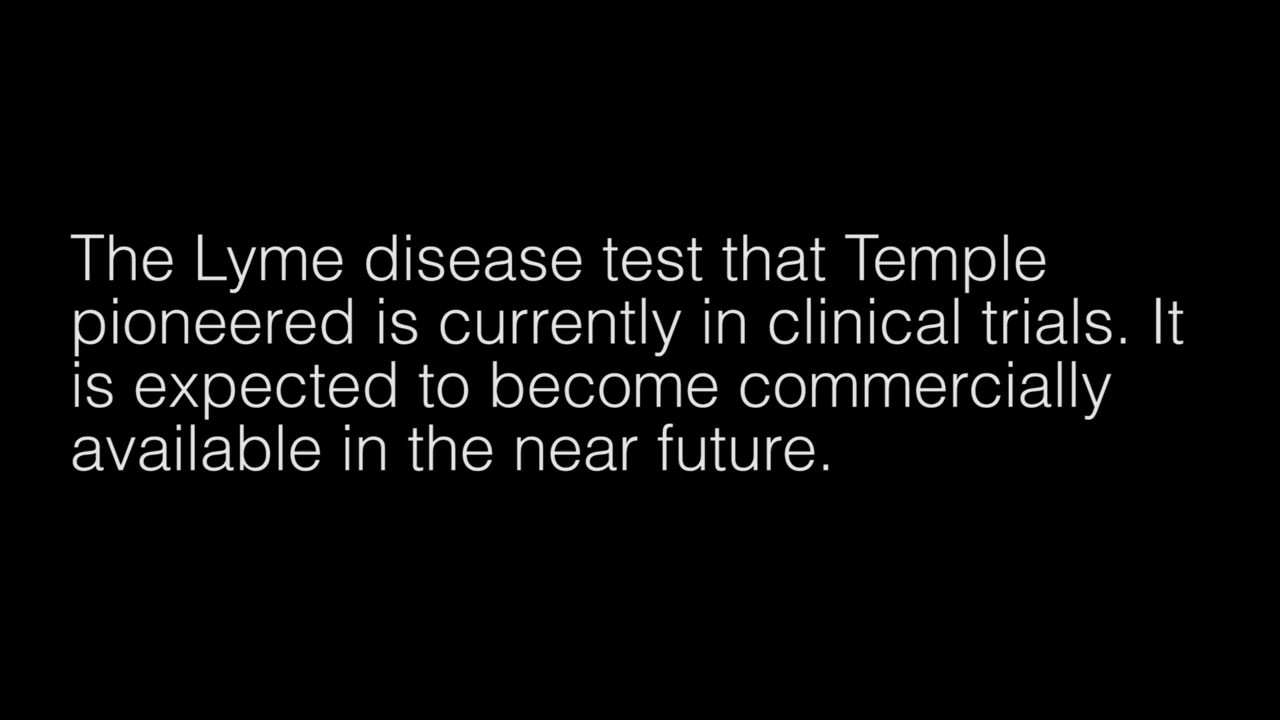 The Lyme disease test that Temple
pioneered is currently in clinical trials. It
is expected to become commercially
available in the near future.